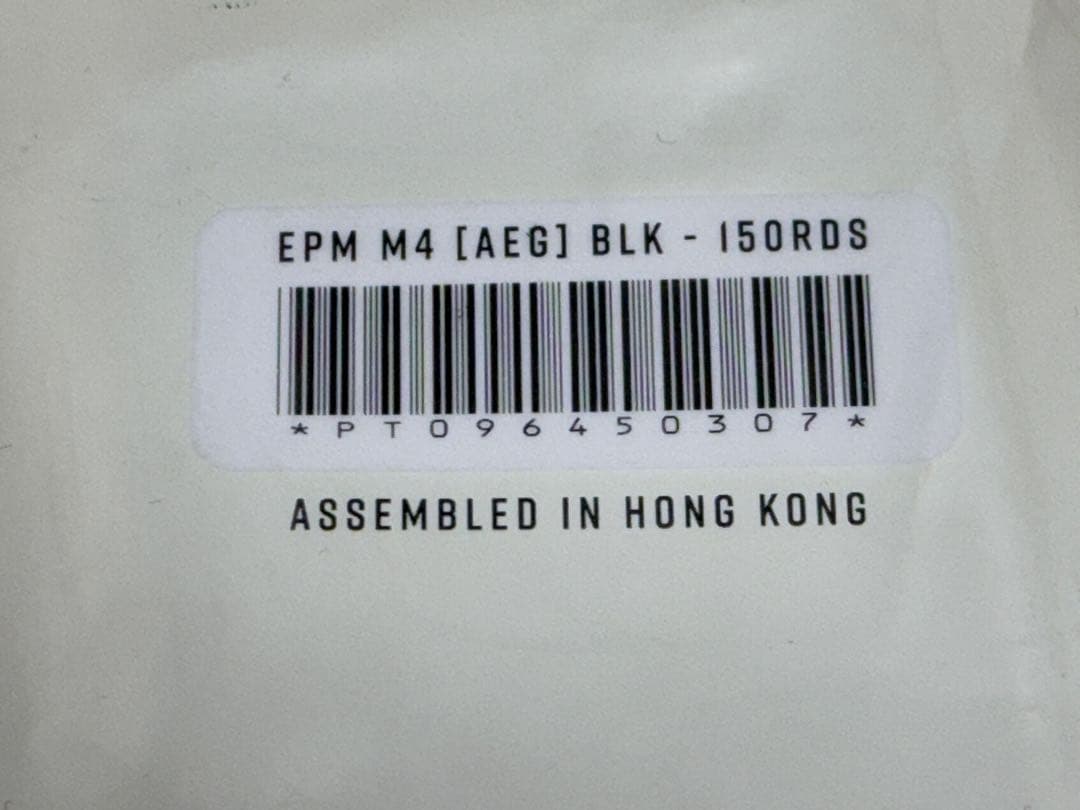 EPM M4 [AEG] BLK - 150RDS
*PT096450307*
ASSEMBLED IN HONG KONG